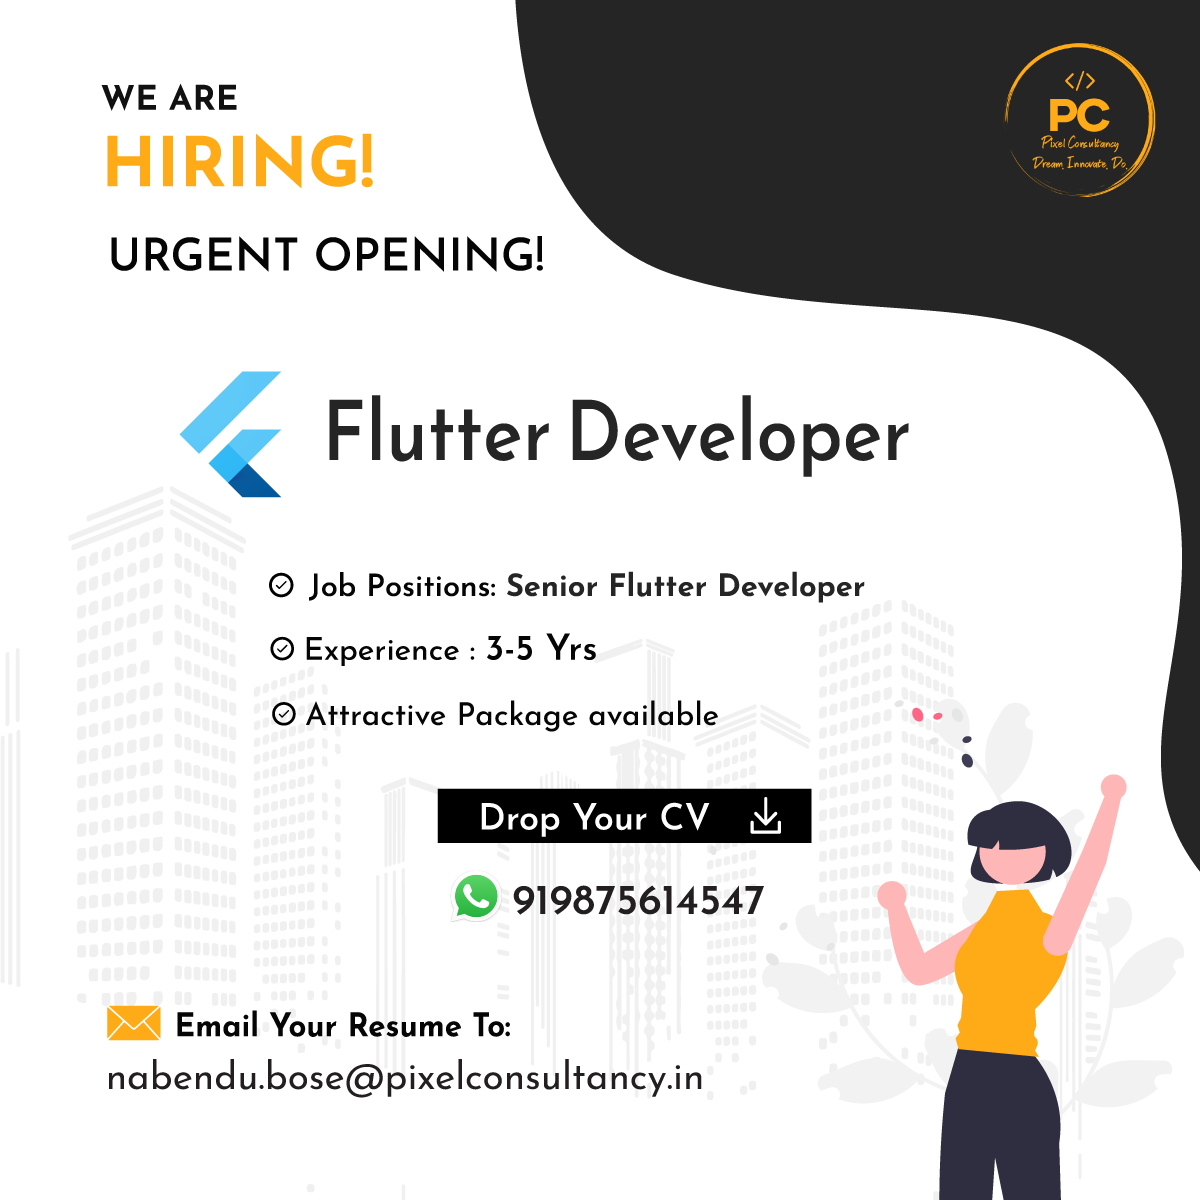 WE ARE
HIRING!
URGENT OPENING!
</>
PC
Pixel Consultancy
Dream. Innovate. Do.
Flutter Developer
Job Positions: Senior Flutter Developer
Experience : 3-5 Yrs
Attractive Package available
Drop Your CV
919875614547
Email Your Resume To:
nabendu.bose@pixelconsultancy.in